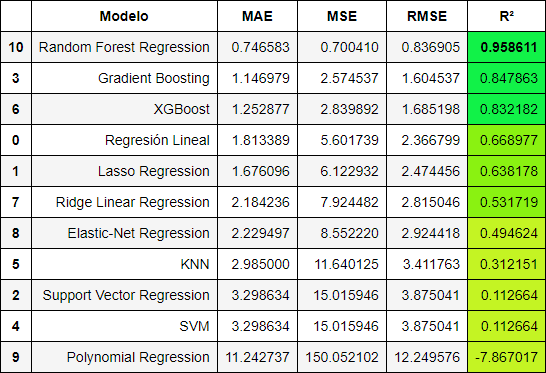 Modelo MAE MSE RMSE R²
10 Random Forest Regression 0.746583 0.700410 0.836905 0.958611
3 Gradient Boosting 1.146979 2.574537 1.604537 0.847863
6 XGBoost 1.252877 2.839892 1.685198 0.832182
0 Regresión Lineal 1.813389 5.601739 2.366799 0.668977
1 Lasso Regression 1.676096 6.122932 2.474456 0.638178
7 Ridge Linear Regression 2.184236 7.924482 2.815046 0.531719
8 Elastic-Net Regression 2.229497 8.552220 2.924418 0.494624
5 KNN 2.985000 11.640125 3.411763 0.312151
2 Support Vector Regression 3.298634 15.015946 3.875041 0.112664
4 SVM 3.298634 15.015946 3.875041 0.112664
9 Polynomial Regression 11.242737 150.052102 12.249576 -7.867017